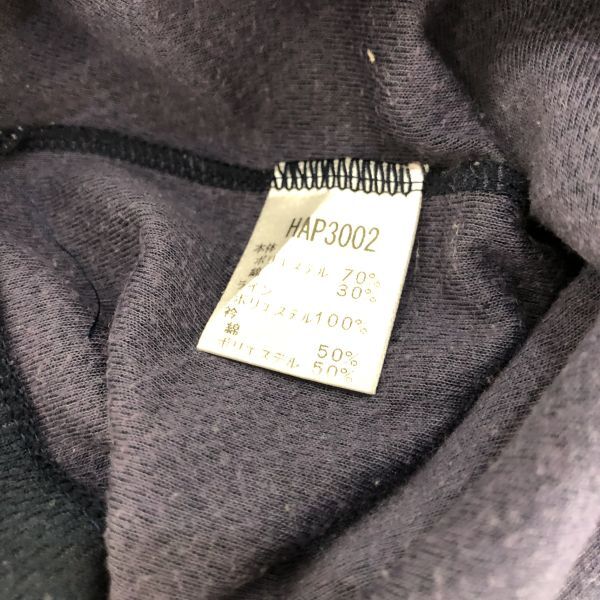 HAP3002
本体
ポリエステル 70%
綿 30%
ライン
ポリエステル100%
衿
綿 50%
ポリエステル 50%